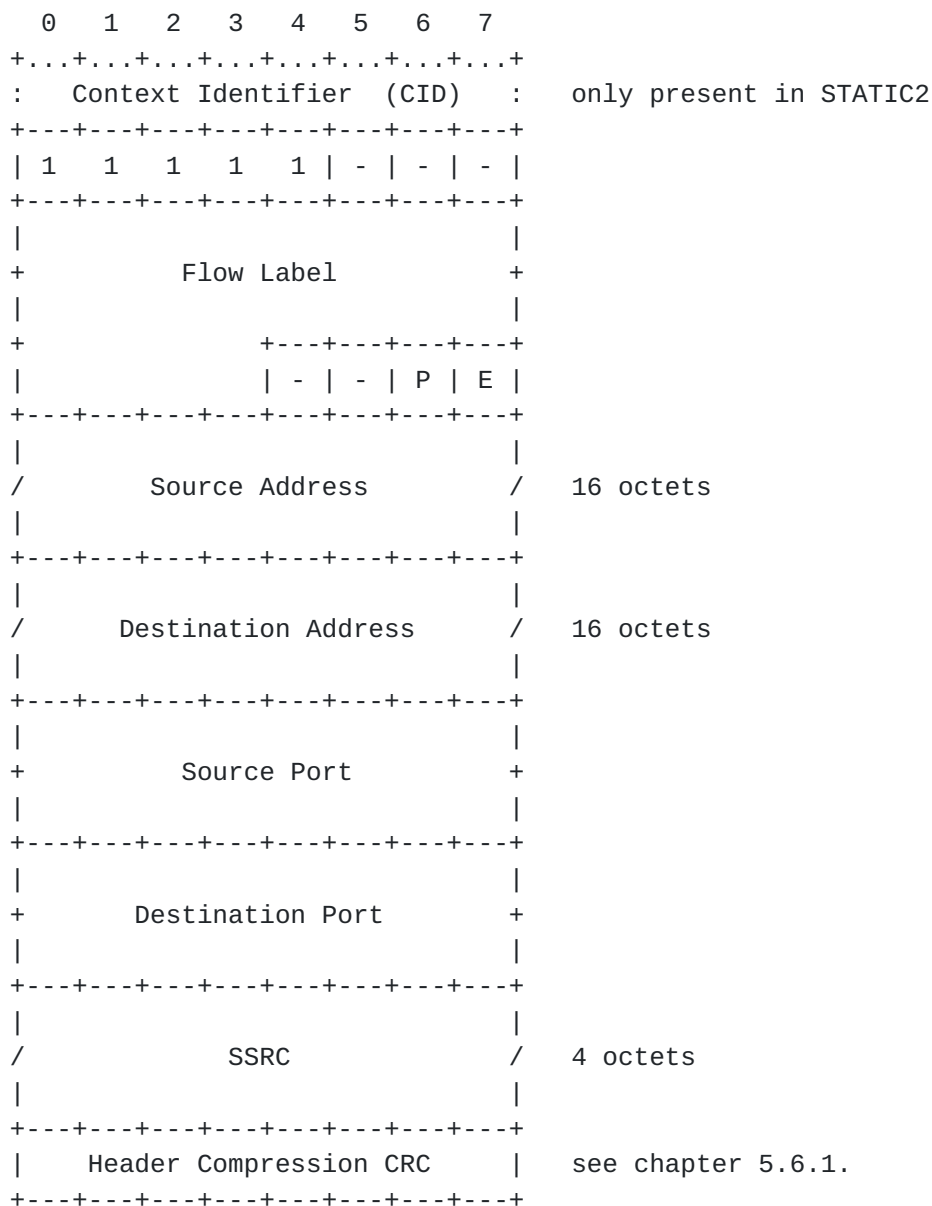 0   1   2   3   4   5   6   7
+...+...+...+...+...+...+...+...+
:   Context Identifier  (CID)   :   only present in STATIC2
+---+---+---+---+---+---+---+---+
| 1   1   1   1   1 | - | - | - |
+---+---+---+---+---+---+---+---+
|                               |
+          Flow Label           +
|                               |
+               +---+---+---+---+
|               | - | - | P | E |
+---+---+---+---+---+---+---+---+
|                               |
/        Source Address         /   16 octets
|                               |
+---+---+---+---+---+---+---+---+
|                               |
/      Destination Address      /   16 octets
|                               |
+---+---+---+---+---+---+---+---+
|                               |
+          Source Port          +
|                               |
+---+---+---+---+---+---+---+---+
|                               |
+       Destination Port        +
|                               |
+---+---+---+---+---+---+---+---+
|                               |
/             SSRC              /   4 octets
|                               |
+---+---+---+---+---+---+---+---+
|    Header Compression CRC     |   see chapter 5.6.1.
+---+---+---+---+---+---+---+---+